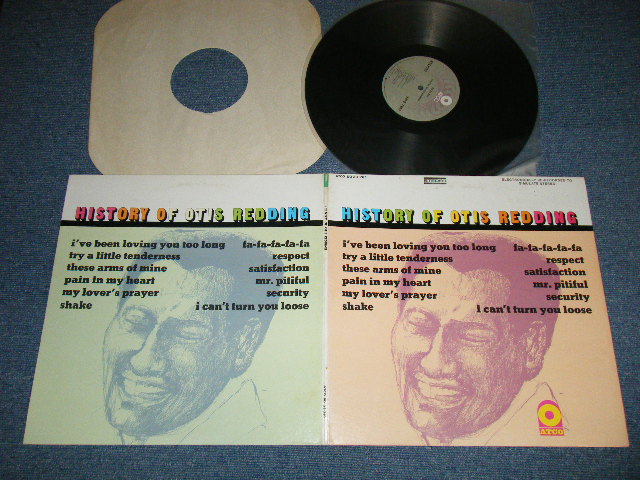 HISTORY OF OTIS REDDING
i've been loving you too long
fa-fa-fa-fa-fa
try a little tenderness
respect
these arms of mine
satisfaction
pain in my heart
mr. pitiful
my lover's prayer
security
shake
i can't turn you loose
HISTORY OF OTIS REDDING
i've been loving you too long
fa-fa-fa-fa-fa
try a little tenderness
respect
these arms of mine
satisfaction
pain in my heart
mr. pitiful
my lover's prayer
security
shake
i can't turn you loose
ATCO